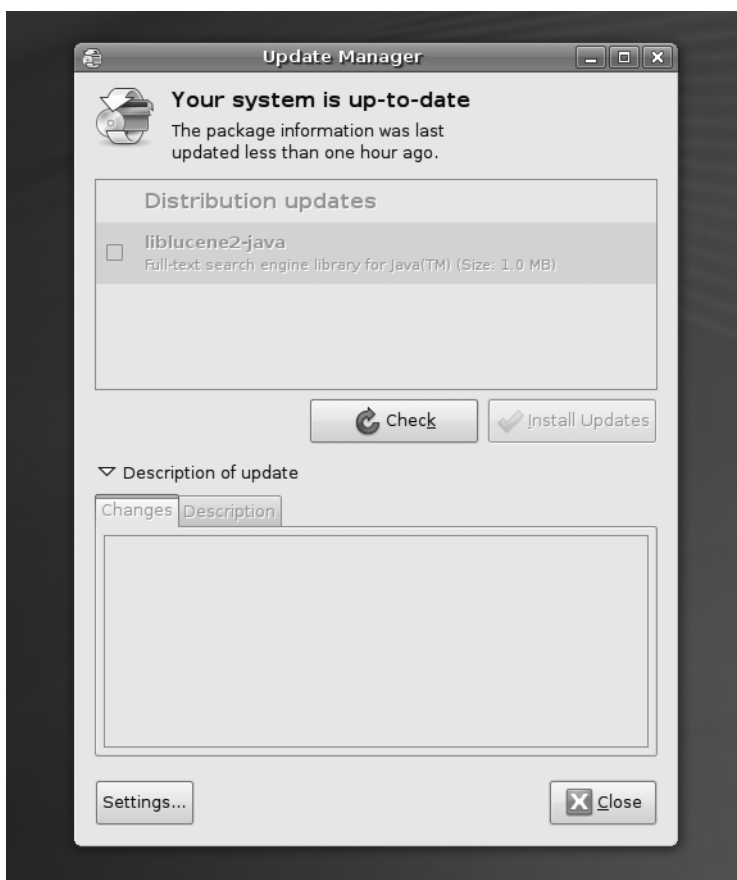 Update Manager
Your system is up-to-date
The package information was last
updated less than one hour ago.
Distribution updates
liblucene2-java
Full-text search engine library for Java(TM) (Size: 1.0 MB)
Check
Install Updates
Description of update
Changes
Description
Settings...
Close